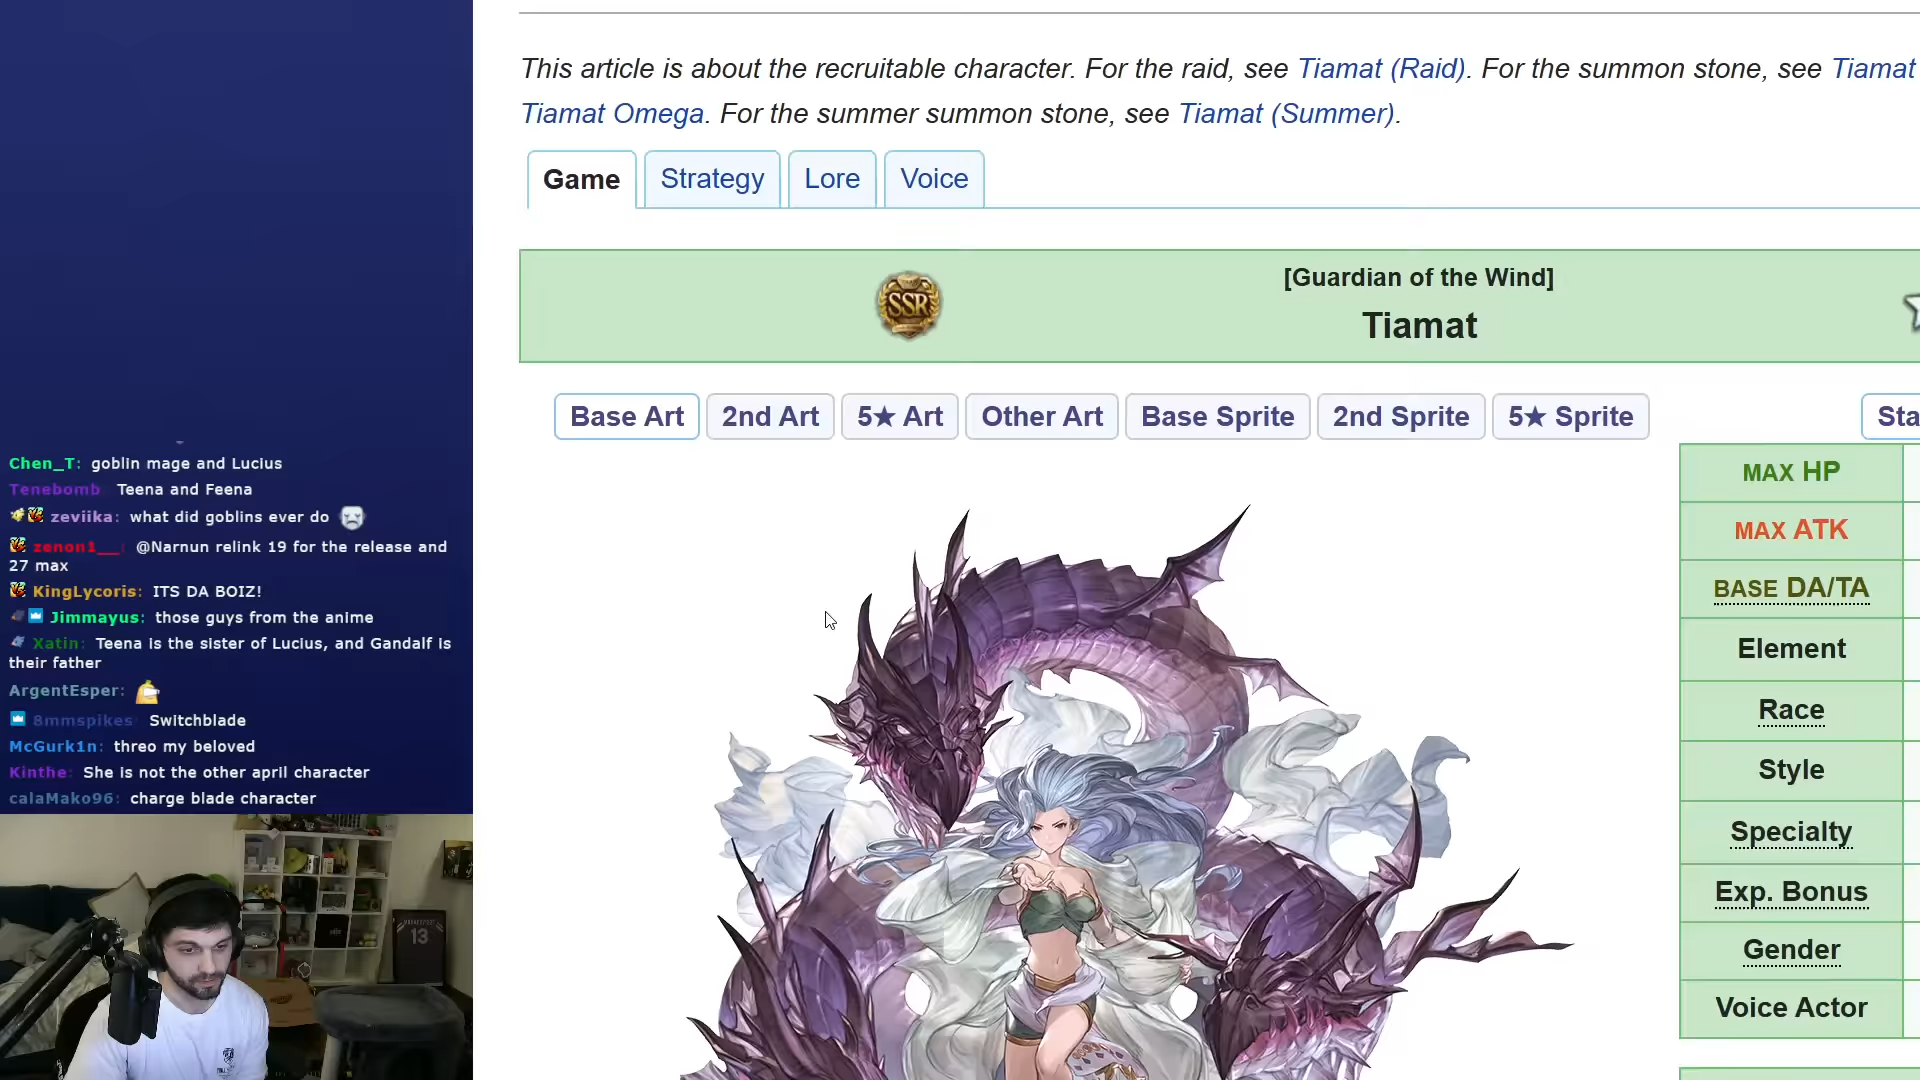 This article is about the recruitable character. For the raid, see Tiamat (Raid). For the summon stone, see Tiamat
Tiamat Omega. For the summer summon stone, see Tiamat (Summer).
Game
Strategy
Lore
Voice
SSR
[Guardian of the Wind]
Tiamat
Base Art
2nd Art
5★ Art
Other Art
Base Sprite
2nd Sprite
5★ Sprite
Sta
MAX HP
MAX ATK
BASE DA/TA
Element
Race
Style
Specialty
Exp. Bonus
Gender
Voice Actor
Chen_T: goblin mage and Lucius
Tenebomb: Teena and Feena
zeviika: what did goblins ever do
zenon1__: @Narnun relink 19 for the release and
27 max
KingLycoris: ITS DA BOIZ!
Jimmayus: those guys from the anime
Xatin: Teena is the sister of Lucius, and Gandalf is
their father
ArgentEsper:
8mmspikes: Switchblade
McGurk1n: threo my beloved
Kinthe: She is not the other april character
calaMako96: charge blade character
13